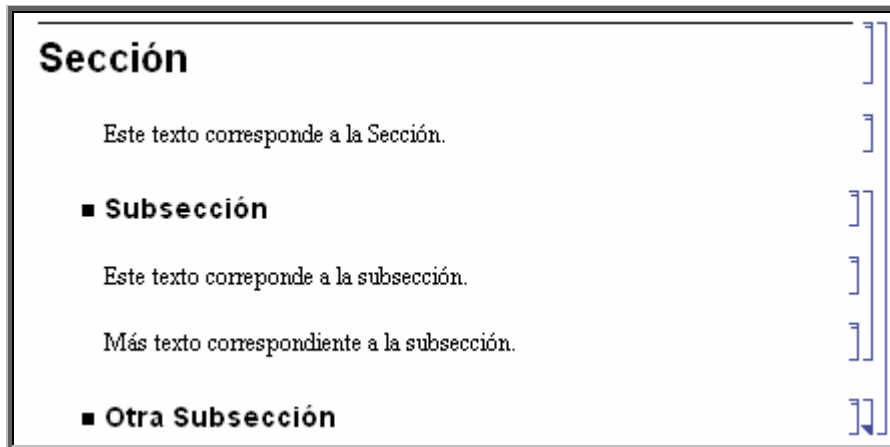 Sección
Este texto corresponde a la Sección.
■ Subsección
Este texto correponde a la subsección.
Más texto correspondiente a la subsección.
■ Otra Subsección